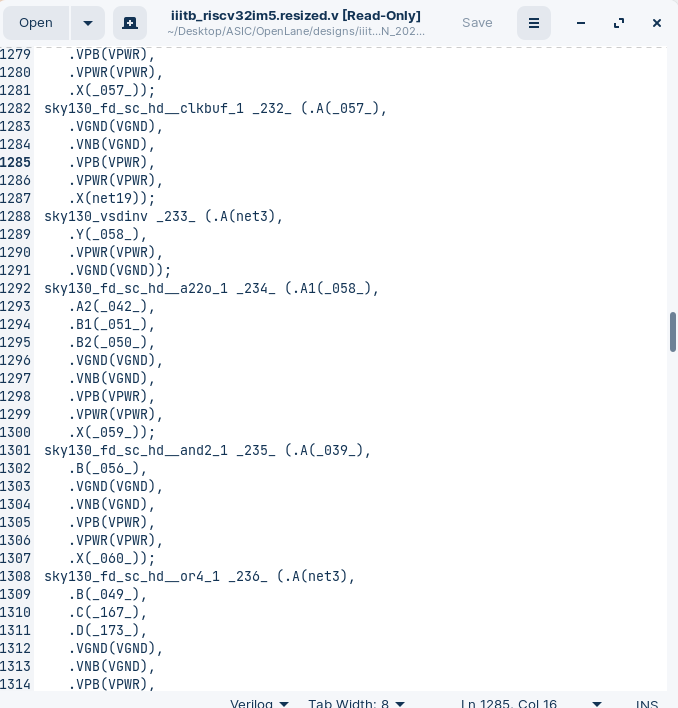 Open
iiitb_riscv32im5.resized.v [Read-Only]
~/Desktop/ASIC/OpenLane/designs/iiit...N_202...
Save
1279 .VPB(VPWR),
1280 .VPWR(VPWR),
1281 .X(_057_));
1282 sky130_fd_sc_hd__clkbuf_1 _232_ (.A(_057_),
1283 .VGND(VGND),
1284 .VNB(VGND),
1285 .VPB(VPWR),
1286 .VPWR(VPWR),
1287 .X(net19));
1288 sky130_vsdinv _233_ (.A(net3),
1289 .Y(_058_),
1290 .VPWR(VPWR),
1291 .VGND(VGND));
1292 sky130_fd_sc_hd__a22o_1 _234_ (.A1(_058_),
1293 .A2(_042_),
1294 .B1(_051_),
1295 .B2(_050_),
1296 .VGND(VGND),
1297 .VNB(VGND),
1298 .VPB(VPWR),
1299 .VPWR(VPWR),
1300 .X(_059_));
1301 sky130_fd_sc_hd__and2_1 _235_ (.A(_039_),
1302 .B(_056_),
1303 .VGND(VGND),
1304 .VNB(VGND),
1305 .VPB(VPWR),
1306 .VPWR(VPWR),
1307 .X(_060_));
1308 sky130_fd_sc_hd__or4_1 _236_ (.A(net3),
1309 .B(_049_),
1310 .C(_167_),
1311 .D(_173_),
1312 .VGND(VGND),
1313 .VNB(VGND),
1314 .VPB(VPWR),
Verilog Tab Width: 8 Ln 1285, Col 16 INS